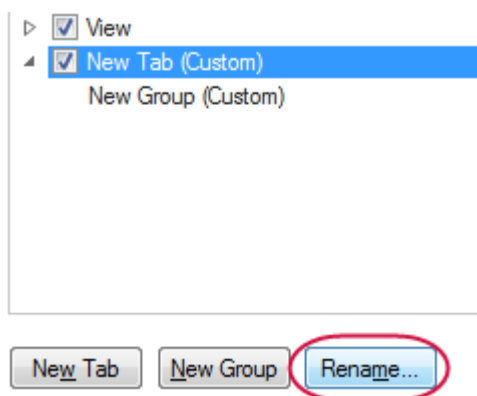 View
New Tab (Custom)
New Group (Custom)
New Tab New Group Rename...